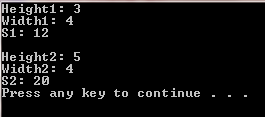 Height1: 3
Width1: 4
S1: 12
Height2: 5
Width2: 4
S2: 20
Press any key to continue . . .